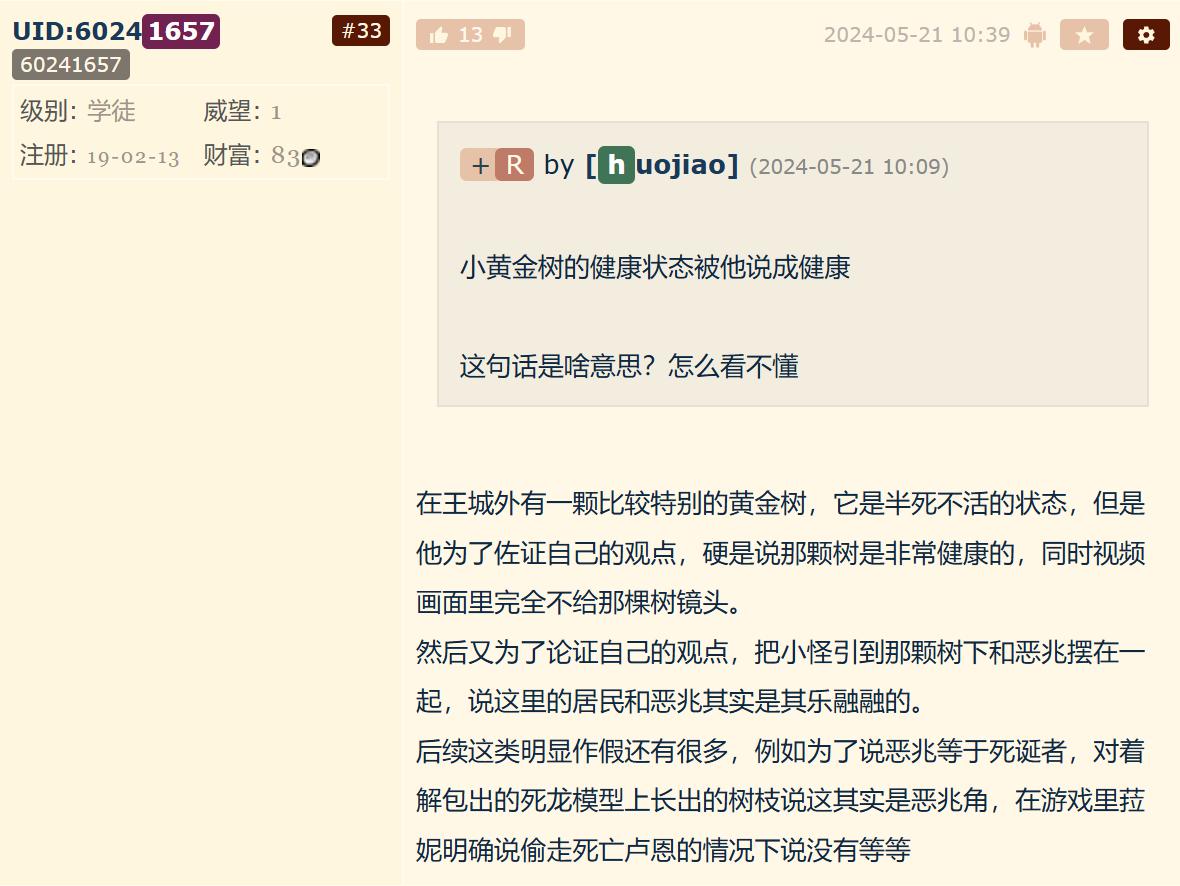 UID:60241657
#33
60241657
级别：学徒 威望：1
注册：19-02-13 财富：83
13
2024-05-21 10:39
+ R by [huojiao] (2024-05-21 10:09)
小黄金树的健康状态被他说成健康
这句话是啥意思？怎么看不懂
在王城外有一颗比较特别的黄金树，它是半死不活的状态，但是
他为了佐证自己的观点，硬是说那颗树是非常健康的，同时视频
画面里完全不给那棵树镜头。
然后又为了论证自己的观点，把小怪引到那颗树下和恶兆摆在一
起，说这里的居民和恶兆其实是其乐融融的。
后续这类明显作假还有很多，例如为了说恶兆等于死诞者，对着
解包出的死龙模型上长出的树枝说这其实是恶兆角，在游戏里菈
妮明确说偷走死亡卢恩的情况下说没有等等